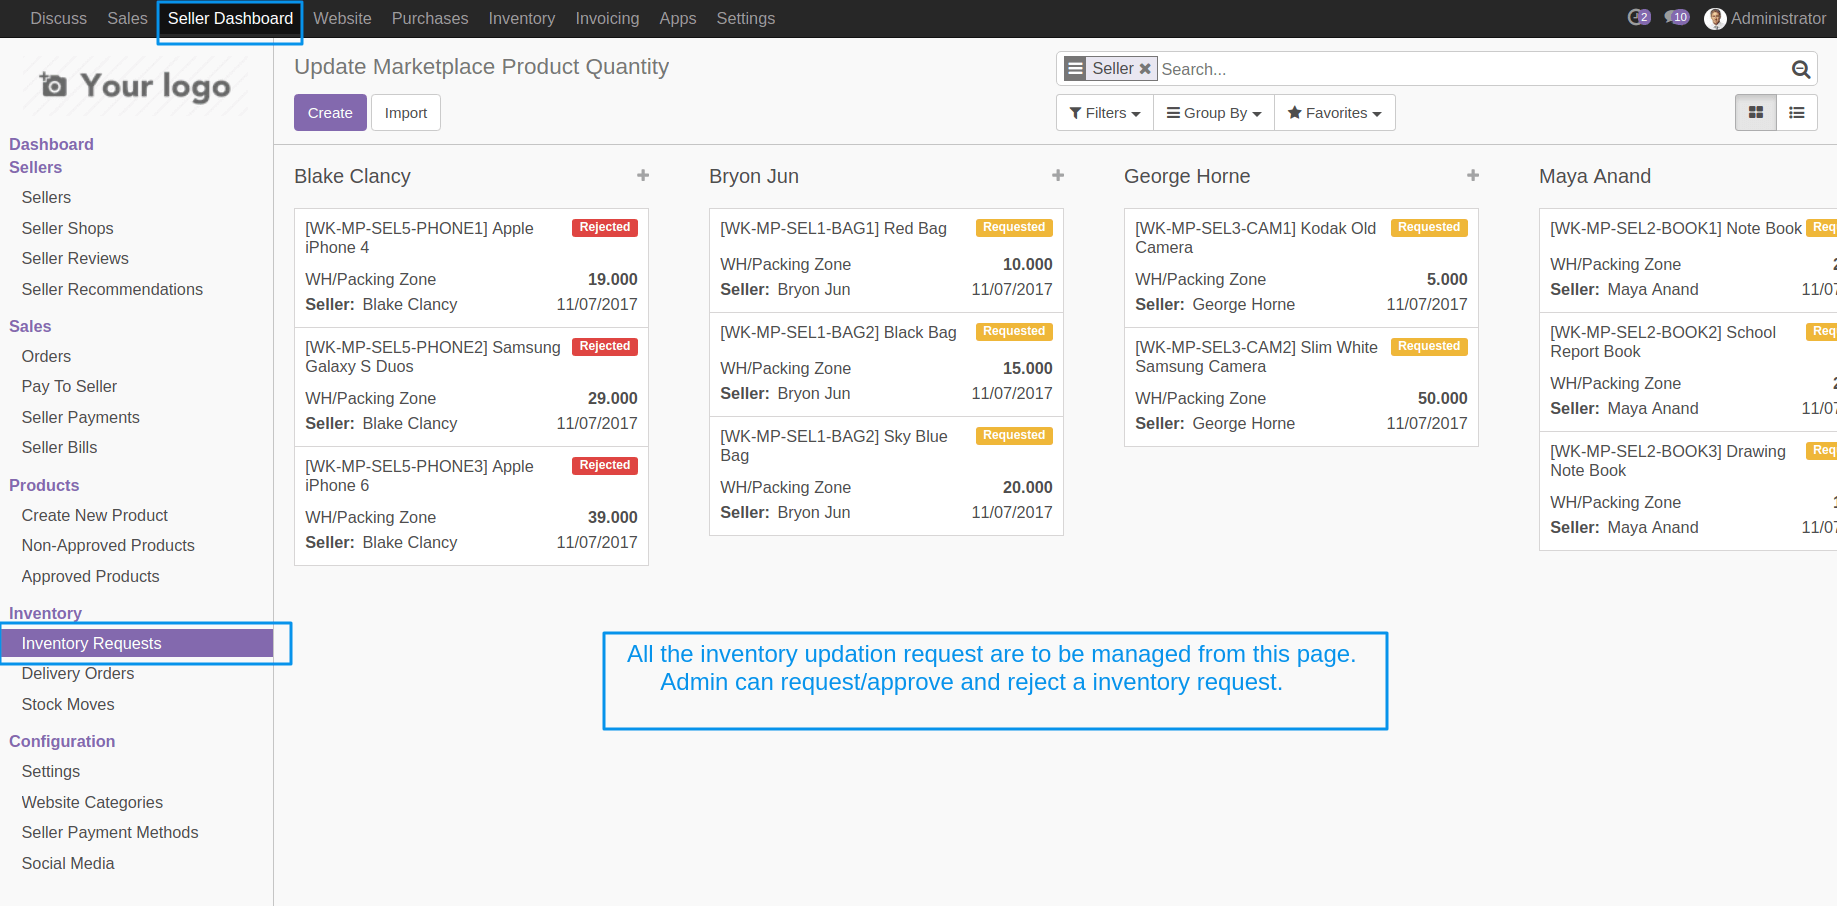 Discuss Sales Seller Dashboard Website Purchases Inventory Invoicing Apps Settings 2 10 Administrator
Your logo
Dashboard
Sellers
Sellers
Seller Shops
Seller Reviews
Seller Recommendations
Sales
Orders
Pay To Seller
Seller Payments
Seller Bills
Products
Create New Product
Non-Approved Products
Approved Products
Inventory
Inventory Requests
Delivery Orders
Stock Moves
Configuration
Settings
Website Categories
Seller Payment Methods
Social Media
Update Marketplace Product Quantity
Seller Search...
Create Import
Filters Group By Favorites
Blake Clancy
[WK-MP-SEL5-PHONE1] Apple Rejected
iPhone 4
WH/Packing Zone 19.000
Seller: Blake Clancy 11/07/2017
[WK-MP-SEL5-PHONE2] Samsung Rejected
Galaxy S Duos
WH/Packing Zone 29.000
Seller: Blake Clancy 11/07/2017
[WK-MP-SEL5-PHONE3] Apple Rejected
iPhone 6
WH/Packing Zone 39.000
Seller: Blake Clancy 11/07/2017
Bryon Jun
[WK-MP-SEL1-BAG1] Red Bag Requested
WH/Packing Zone 10.000
Seller: Bryon Jun 11/07/2017
[WK-MP-SEL1-BAG2] Black Bag Requested
WH/Packing Zone 15.000
Seller: Bryon Jun 11/07/2017
[WK-MP-SEL1-BAG2] Sky Blue Requested
Bag
WH/Packing Zone 20.000
Seller: Bryon Jun 11/07/2017
George Horne
[WK-MP-SEL3-CAM1] Kodak Old Requested
Camera
WH/Packing Zone 5.000
Seller: George Horne 11/07/2017
[WK-MP-SEL3-CAM2] Slim White Requested
Samsung Camera
WH/Packing Zone 50.000
Seller: George Horne 11/07/2017
Maya Anand
[WK-MP-SEL2-BOOK1] Note Book
WH/Packing Zone
Seller: Maya Anand
[WK-MP-SEL2-BOOK2] School
Report Book
WH/Packing Zone
Seller: Maya Anand
[WK-MP-SEL2-BOOK3] Drawing
Note Book
WH/Packing Zone
Seller: Maya Anand
All the inventory updation request are to be managed from this page.
Admin can request/approve and reject a inventory request.